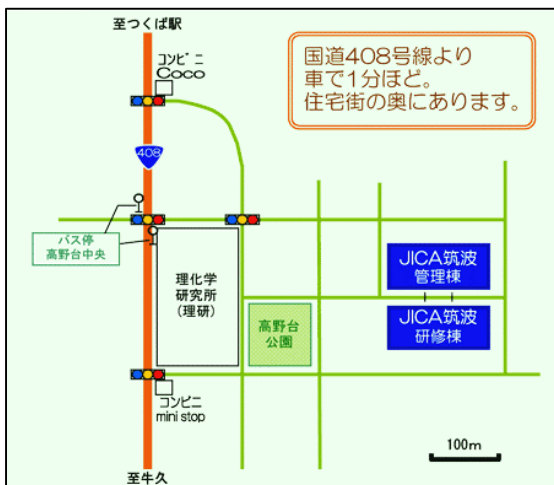 至つくば駅
コンビニ
Coco
国道408号線より
車で1分ほど。
住宅街の奥にあります。
408
バス停
高野台中央
理化学
研究所
(理研)
JICA筑波
管理棟
高野台
公園
JICA筑波
研修棟
コンビニ
mini stop
100m
至牛久